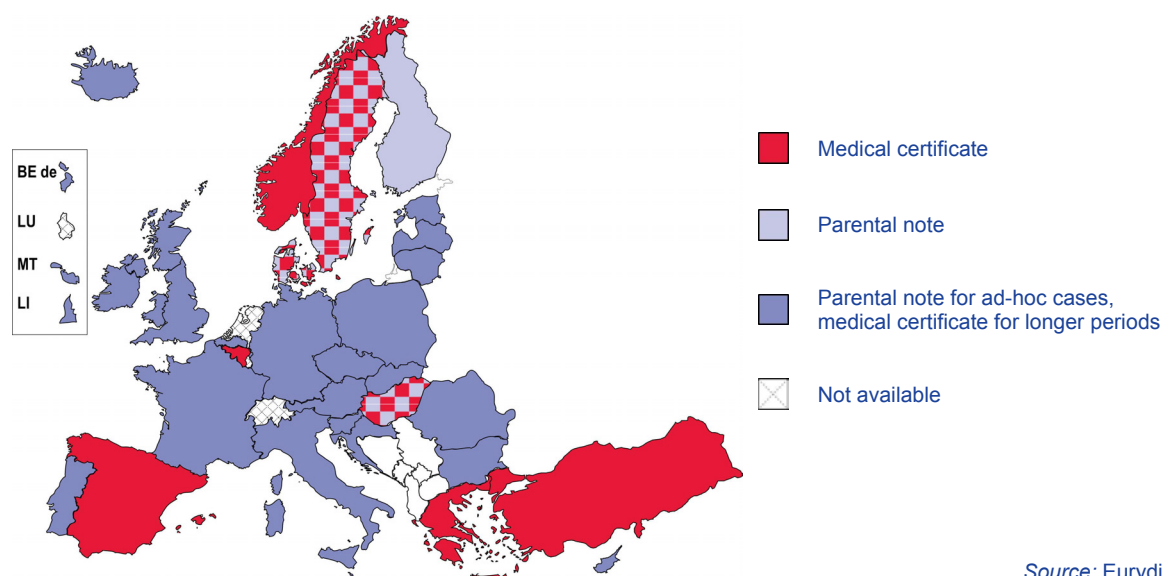 BE de
LU
MT
LI
Medical certificate
Parental note
Parental note for ad-hoc cases,
medical certificate for longer periods
Not available
Source: Eurydi